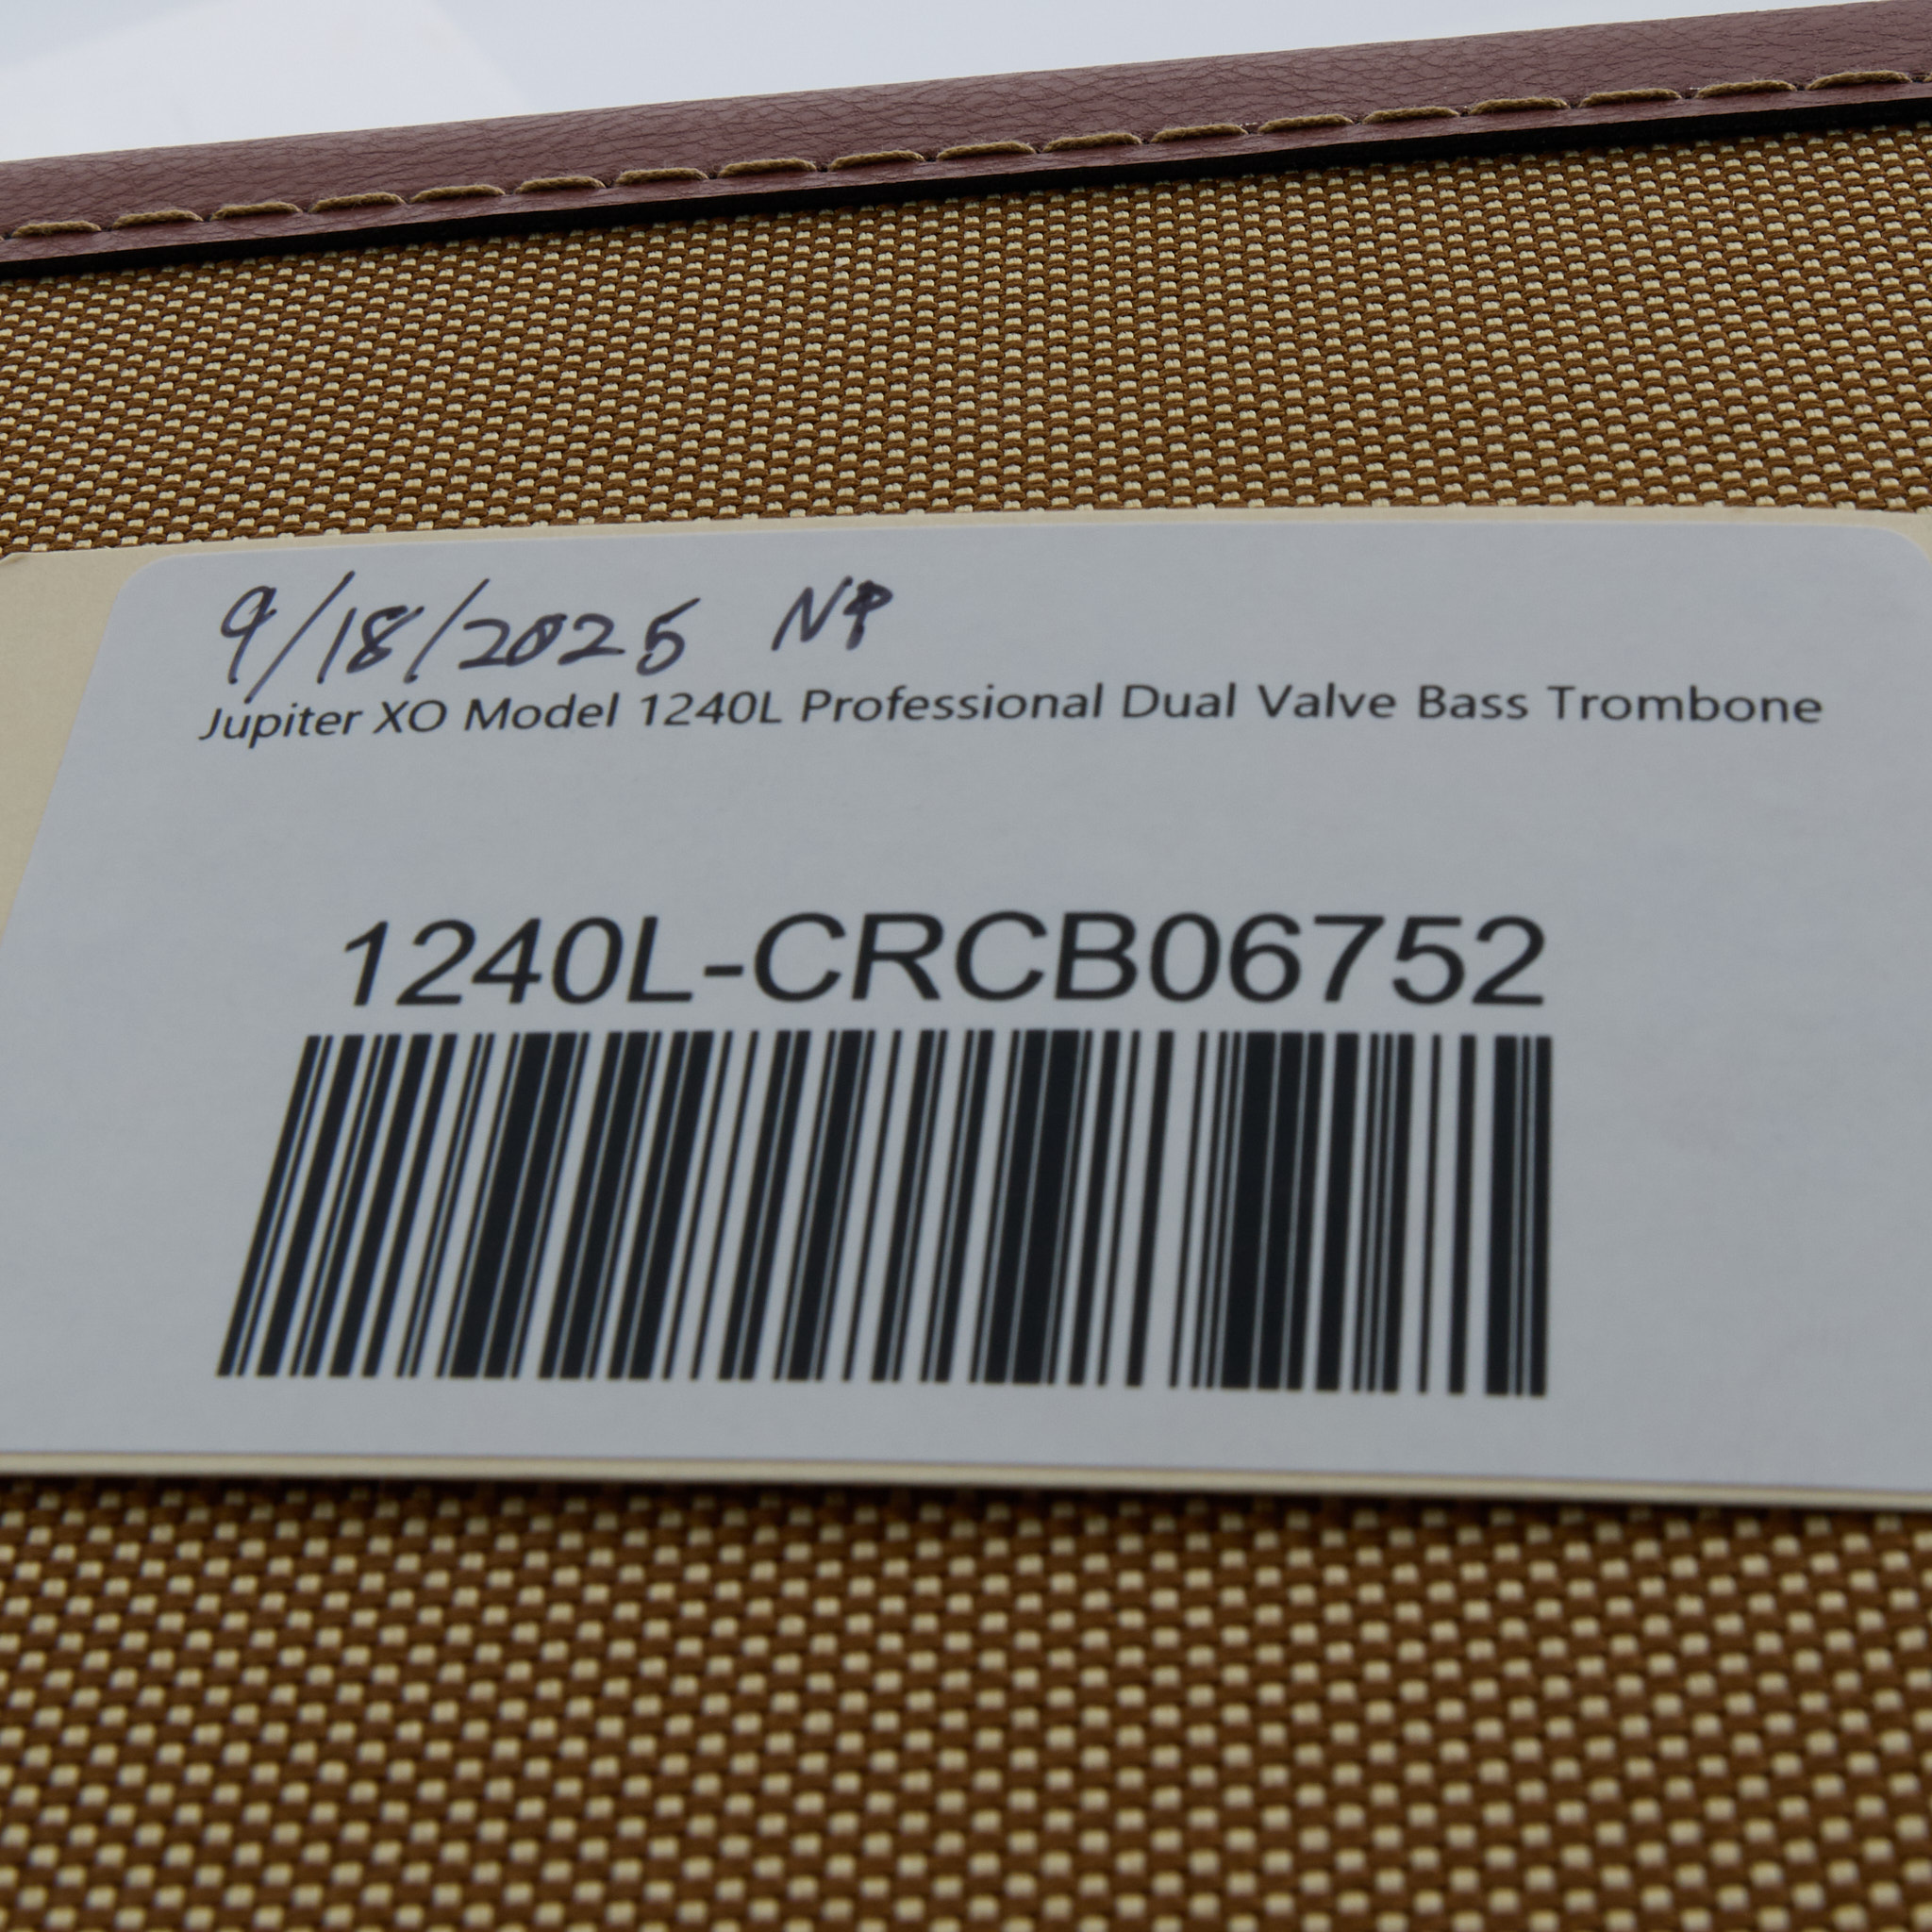 9/18/2025 NP
Jupiter XO Model 1240L Professional Dual Valve Bass Trombone
1240L-CRCB06752